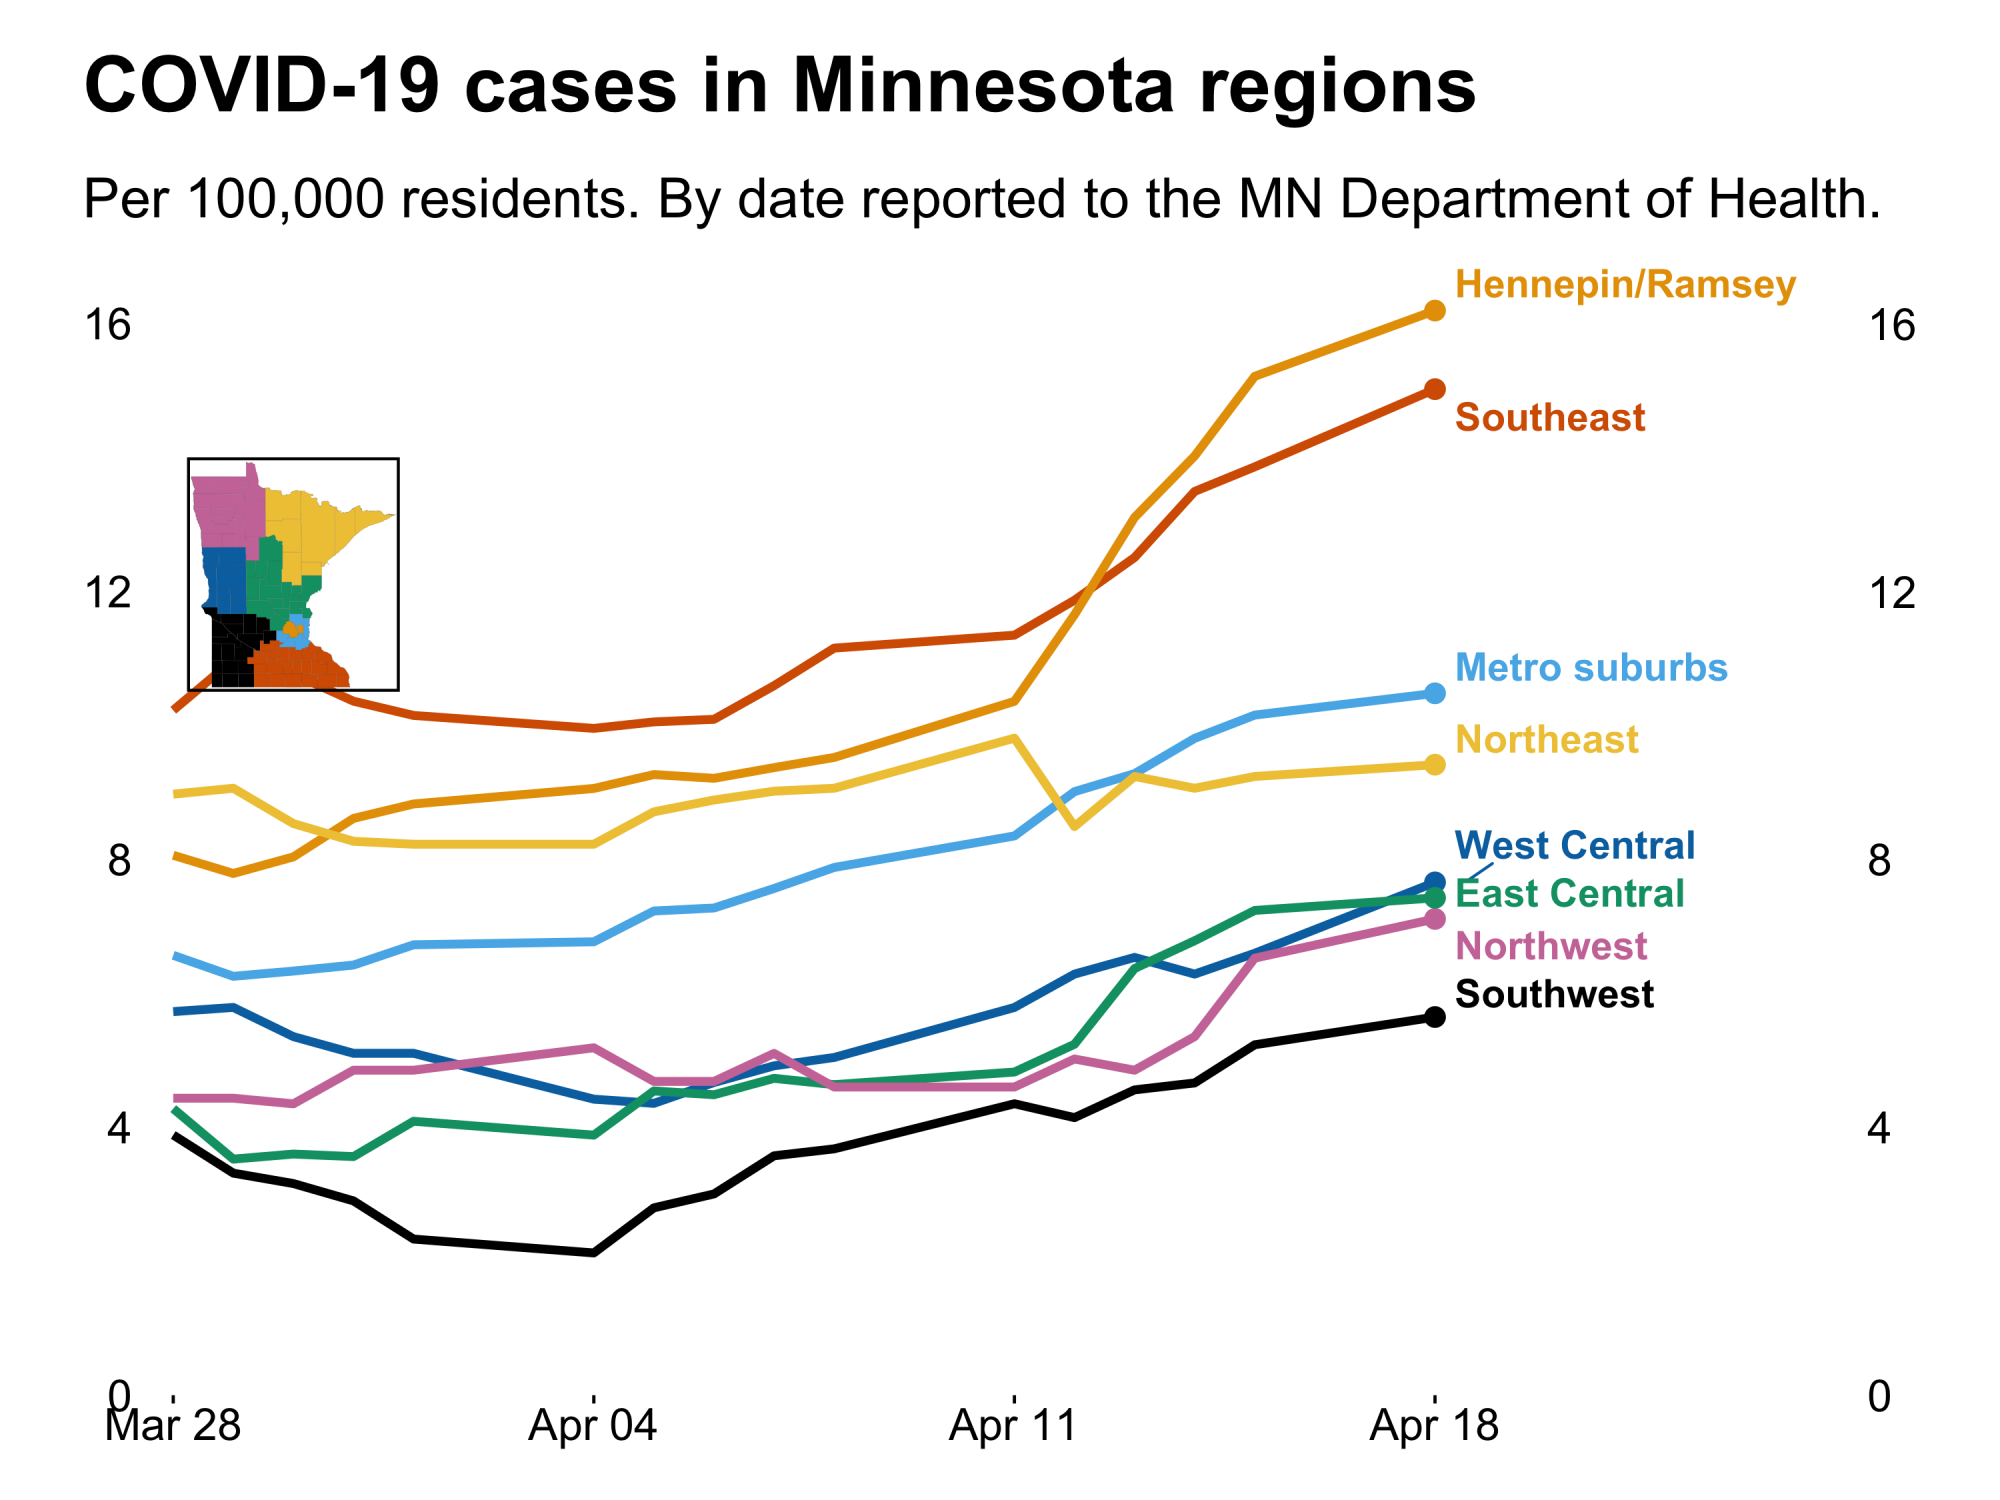 COVID-19 cases in Minnesota regions
Per 100,000 residents. By date reported to the MN Department of Health.
Hennepin/Ramsey
16
16
Southeast
12
12
Metro suburbs
Northeast
West Central
8
8
East Central
Northwest
Southwest
4
4
0
0
Mar 28
Apr 04
Apr 11
Apr 18